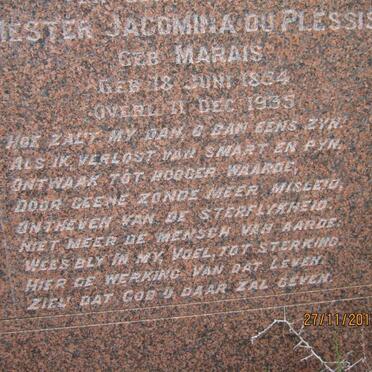 HESTER JACOMINA DU PLESSIS
GEB MARAIS
GEB 18 JUNI 1854
OVERL 11 DEC 1935
HOE ZAL'T MY DAN, O DAN EENS ZYN!
ALS IK VERLOST VAN SMART EN PYN,
ONTWAAK TOT HOOGER WAARDE,
DOOR GEENE ZONDE MEER MISLEID,
ONTHEVEN VAN DE STERFLYKHEID.
NIET MEER DE MENSCH VAN AARDE.
WEES BLY IN MY, VOEL TOT STERKING
HIER DE WERKING VAN DAT LEVEN.
ZIEL! DAT GOD U DAAR ZAL GEVEN.
27/11/201